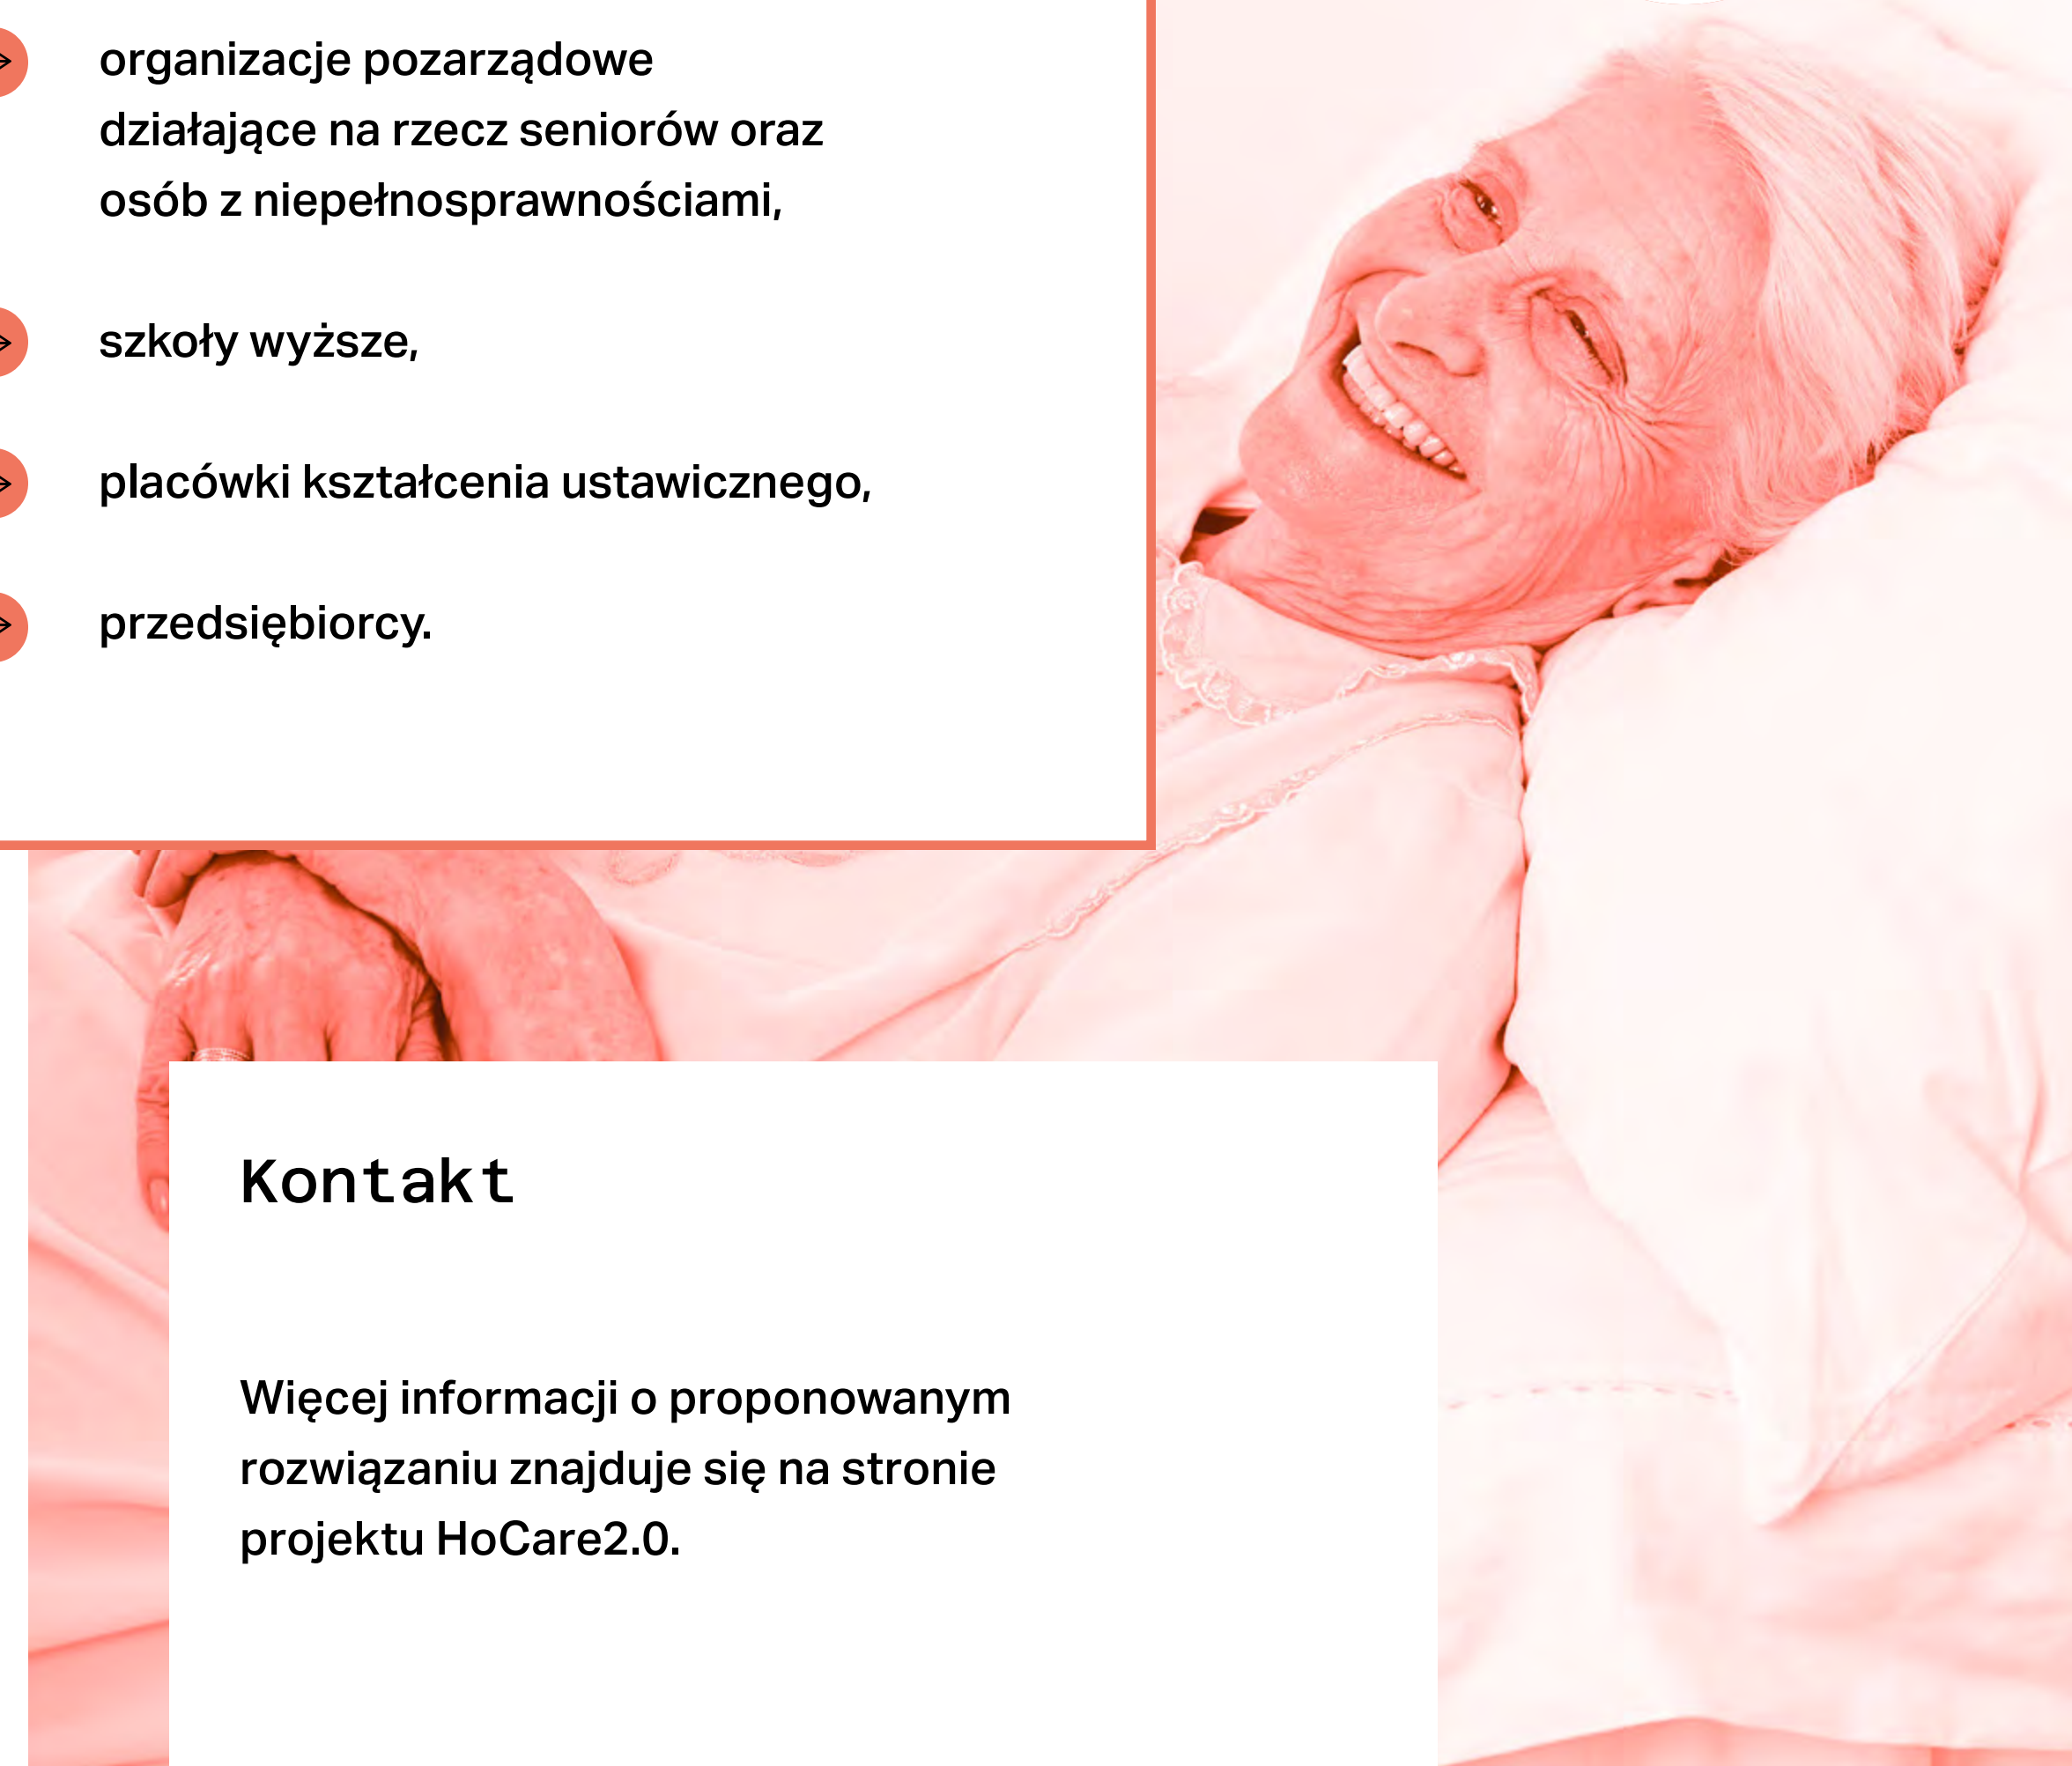 organizacje pozarządowe
działające na rzecz seniorów oraz
osób z niepełnosprawnościami,
szkoły wyższe,
placówki kształcenia ustawicznego,
przedsiębiorcy.
Kontakt
Więcej informacji o proponowanym
rozwiązaniu znajduje się na stronie
projektu HoCare2.0.